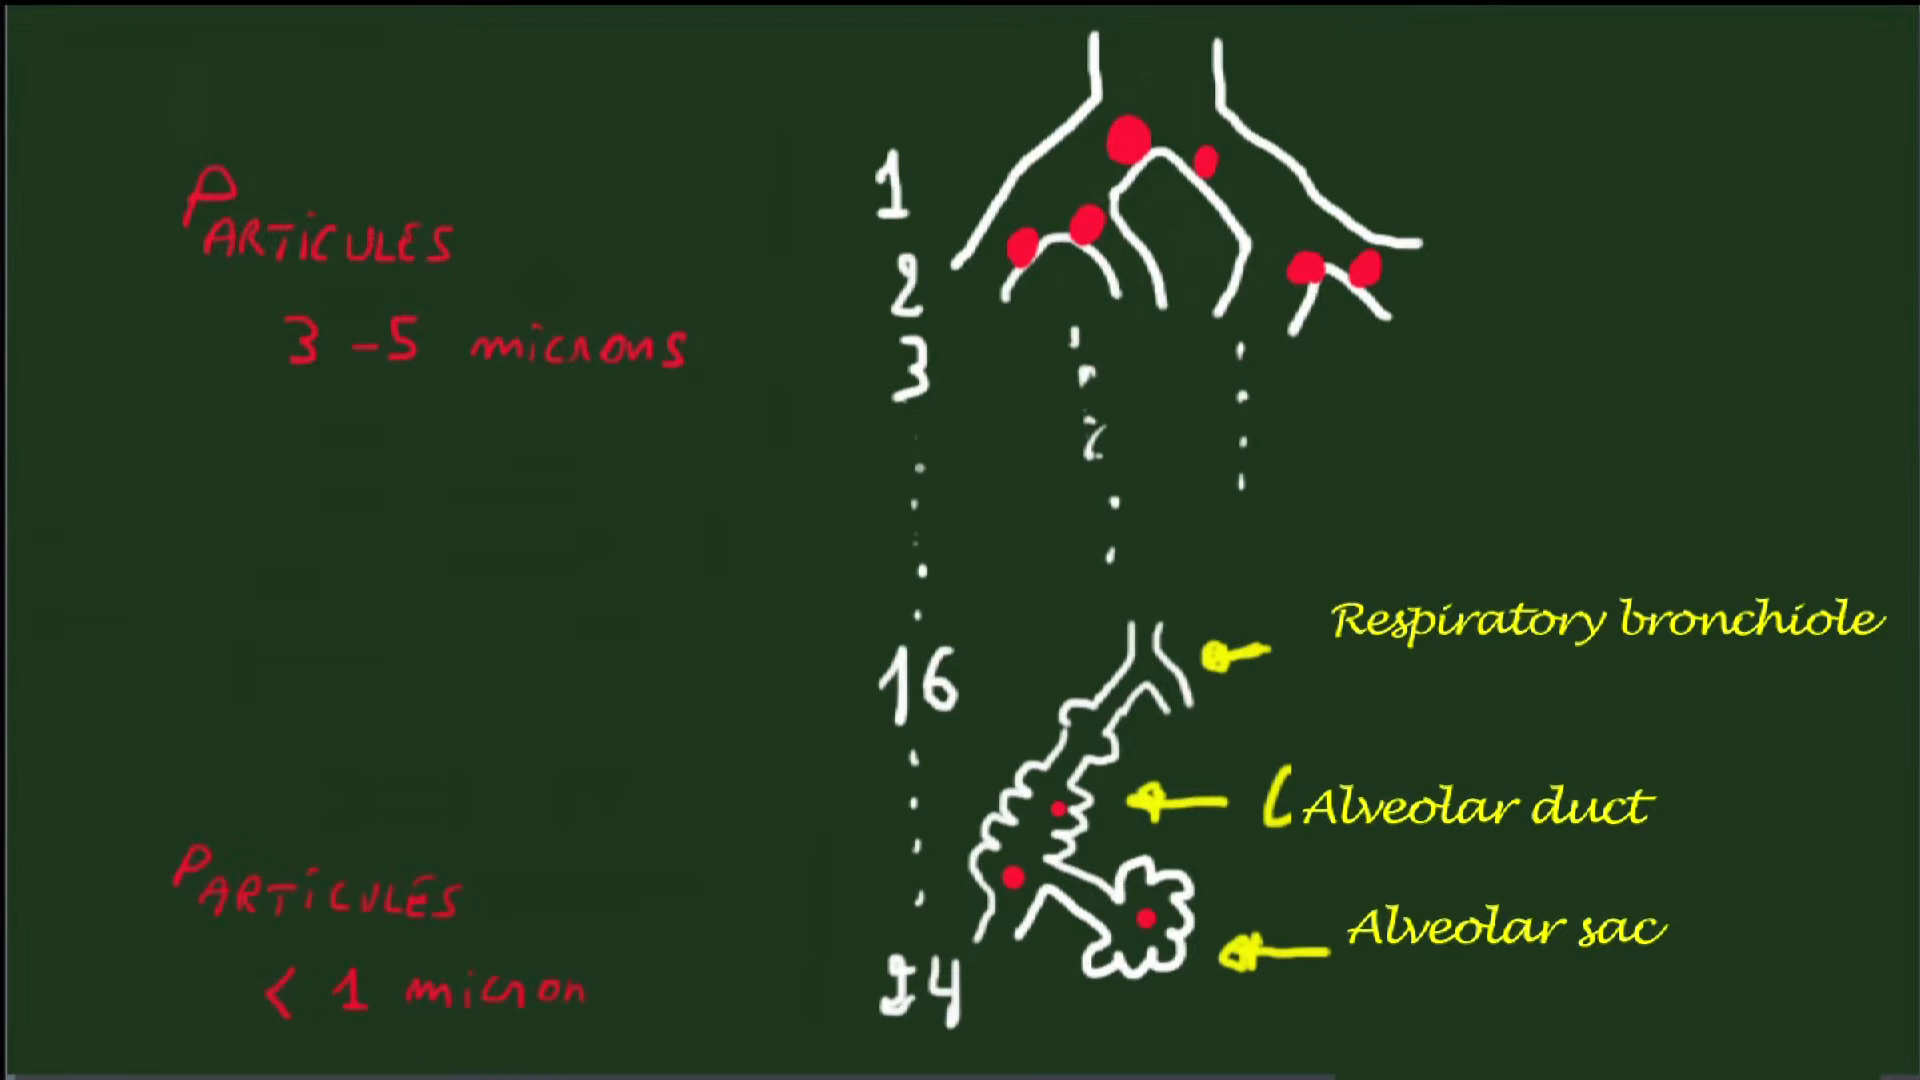 1
PARTICULES
2
3 - 5 microns
3
Respiratory bronchiole
16
Alveolar duct
PARTICULES
Alveolar sac
< 1 micron
24